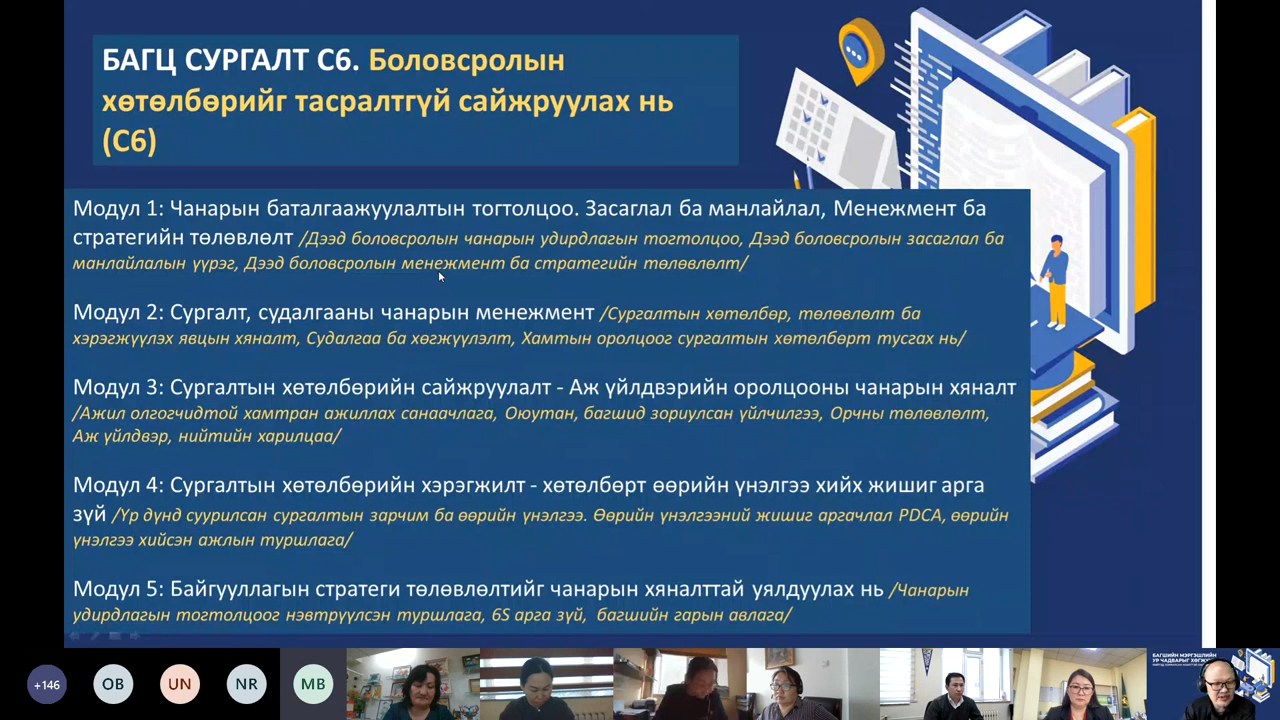 БАГЦ СУРГАЛТ С6. Боловсролын
хөтөлбөрийг тасралтгүй сайжруулах нь
(С6)
Модул 1: Чанарын баталгаажуулалтын тогтолцоо. Засаглал ба манлайлал, Менежмент ба
стратегийн төлөвлөлт /Дээд боловсролын чанарын удирдлагын тогтолцоо, Дээд боловсролын засаглал ба
манлайлалын үүрэг, Дээд боловсролын менежмент ба стратегийн төлөвлөлт/
Модул 2: Сургалт, судалгааны чанарын менежмент /Сургалтын хөтөлбөр, төлөвлөлт ба
хэрэгжүүлэх явцын хяналт, Судалгаа ба хөгжүүлэлт, Хамтын оролцоог сургалтын хөтөлбөрт тусгах нь/
Модул 3: Сургалтын хөтөлбөрийн сайжруулалт - Аж үйлдвэрийн оролцооны чанарын хяналт
/Ажил олгогчидтой хамтран ажиллах санаачлага, Оюутан, багшид зориулсан үйлчилгээ, Орчны төлөвлөлт,
Аж үйлдвэр, нийтийн харилцаа/
Модул 4: Сургалтын хөтөлбөрийн хэрэгжилт - хөтөлбөрт өөрийн үнэлгээ хийх жишиг арга
зүй /Үр дүнд суурилсан сургалтын зарчим ба өөрийн үнэлгээ. Өөрийн үнэлгээний жишиг аргачлал PDCA, өөрийн
үнэлгээ хийсэн ажлын туршлага/
Модул 5: Байгууллагын стратеги төлөвлөлтийг чанарын хяналттай уялдуулах нь /Чанарын
удирдлагын тогтолцоог нэвтрүүлсэн туршлага, 6S арга зүй, багшийн гарын авлага/
+146 OB UN NR MB
БАГШИЙН МЭРГЭШЛИЙН
УР ЧАДВАРЫГ